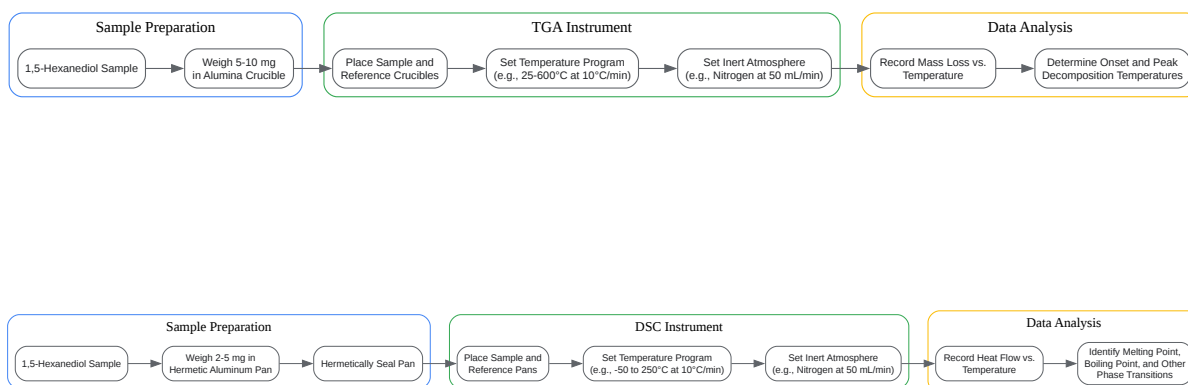 Sample Preparation
1,5-Hexanediol Sample
Weigh 5-10 mg
in Alumina Crucible
TGA Instrument
Place Sample and
Reference Crucibles
Set Temperature Program
(e.g., 25-600°C at 10°C/min)
Set Inert Atmosphere
(e.g., Nitrogen at 50 mL/min)
Data Analysis
Record Mass Loss vs.
Temperature
Determine Onset and Peak
Decomposition Temperatures
Sample Preparation
1,5-Hexanediol Sample
Weigh 2-5 mg in
Hermetic Aluminum Pan
Hermetically Seal Pan
DSC Instrument
Place Sample and
Reference Pans
Set Temperature Program
(e.g., -50 to 250°C at 10°C/min)
Set Inert Atmosphere
(e.g., Nitrogen at 50 mL/min)
Data Analysis
Record Heat Flow vs.
Temperature
Identify Melting Point,
Boiling Point, and Other
Phase Transitions